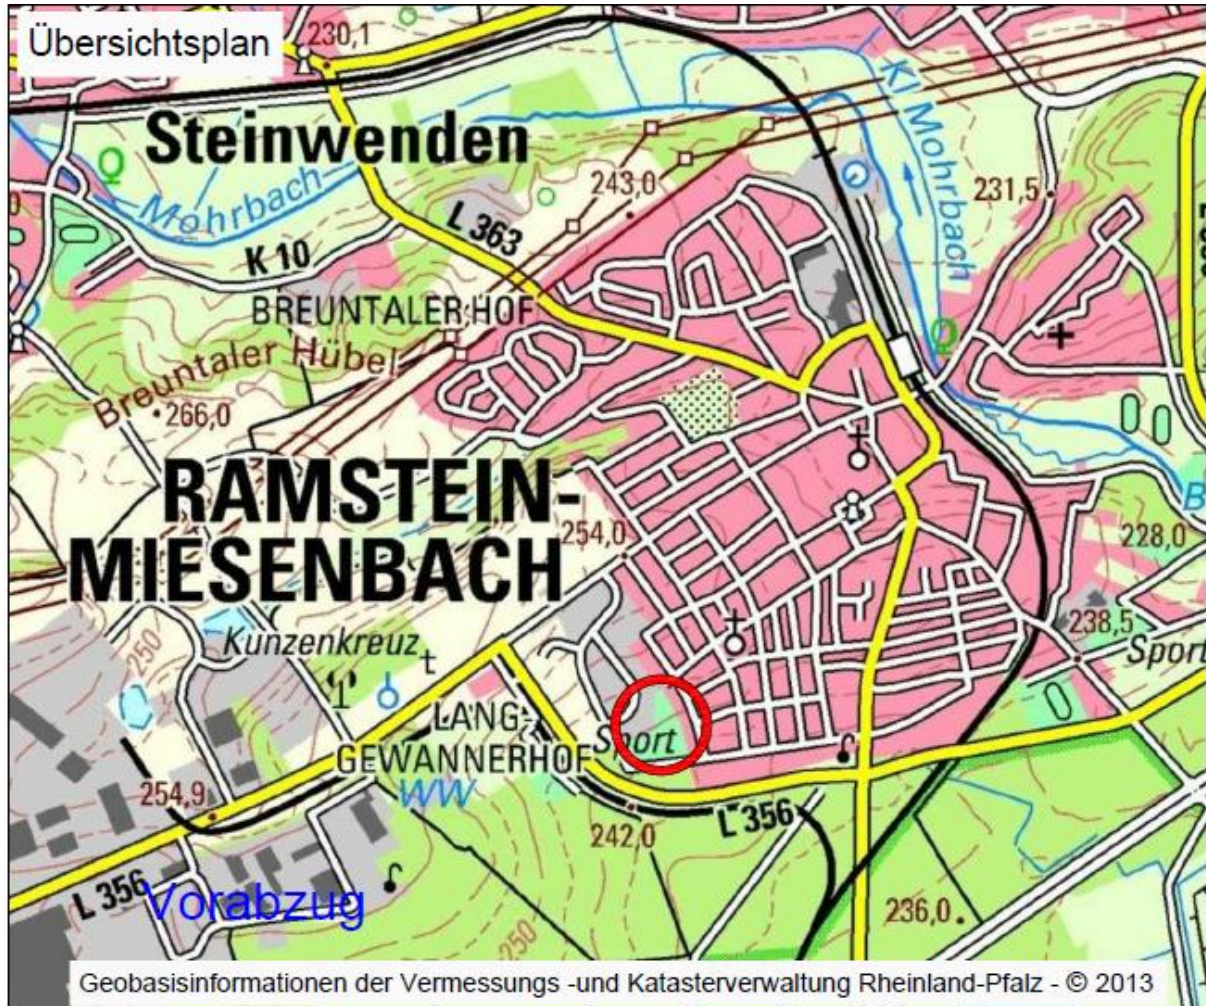 Übersichtsplan
230,1
Steinwenden
Kl Mohrbach
243,0
231,5
Mohrbach
L 363
K 10
BREUNTALER HOF
Breuntaler Hübel
266,0
RAMSTEIN-
MIESENBACH
254,0
228,0
B
250
Kunzenkreuz
238,5
Sport
LANG-
GEWANNERHOF
Sport
WW
254,9
242,0
L 356
L 356
Vorabzug
250
236,0
Geobasisinformationen der Vermessungs -und Katasterverwaltung Rheinland-Pfalz - © 2013